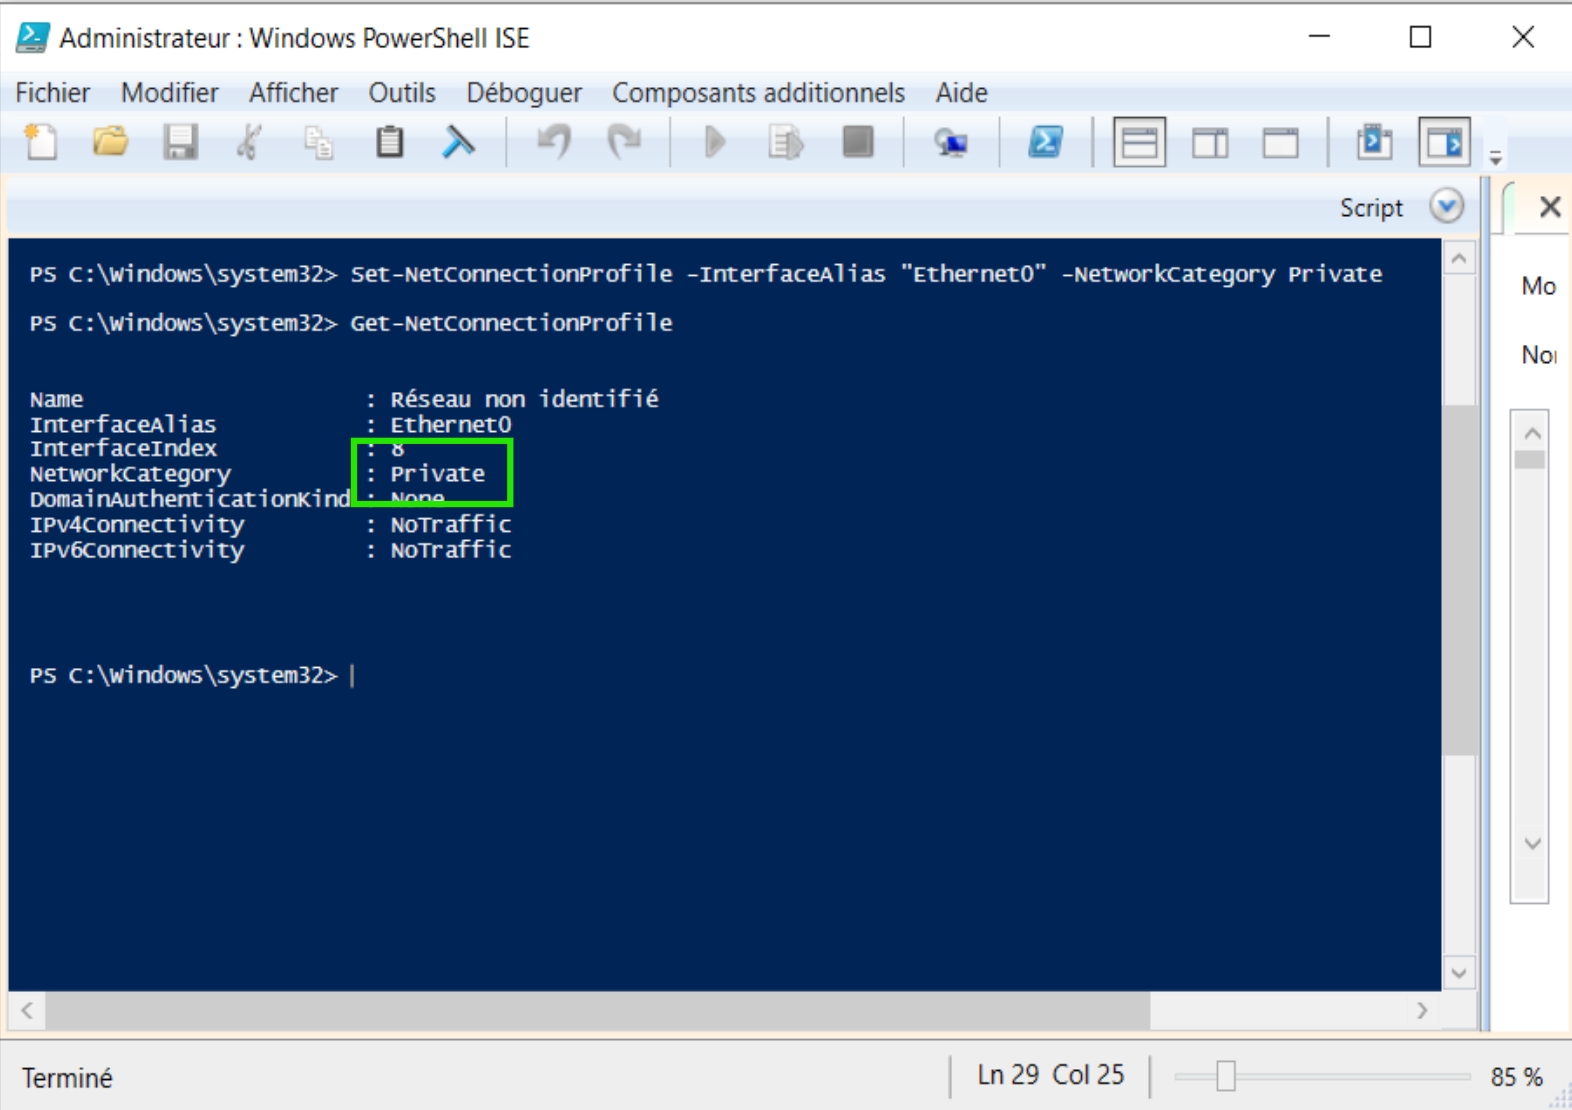 Administrateur : Windows PowerShell ISE
Fichier Modifier Afficher Outils Déboguer Composants additionnels Aide
Script
PS C:\Windows\system32> Set-NetConnectionProfile -InterfaceAlias "Ethernet0" -NetworkCategory Private
PS C:\Windows\system32> Get-NetConnectionProfile
Name : Réseau non identifié
InterfaceAlias : Ethernet0
InterfaceIndex : 8
NetworkCategory : Private
DomainAuthenticationKind : None
IPv4Connectivity : NoTraffic
IPv6Connectivity : NoTraffic
PS C:\Windows\system32>
Mo
Terminé
Ln 29 Col 25
85 %